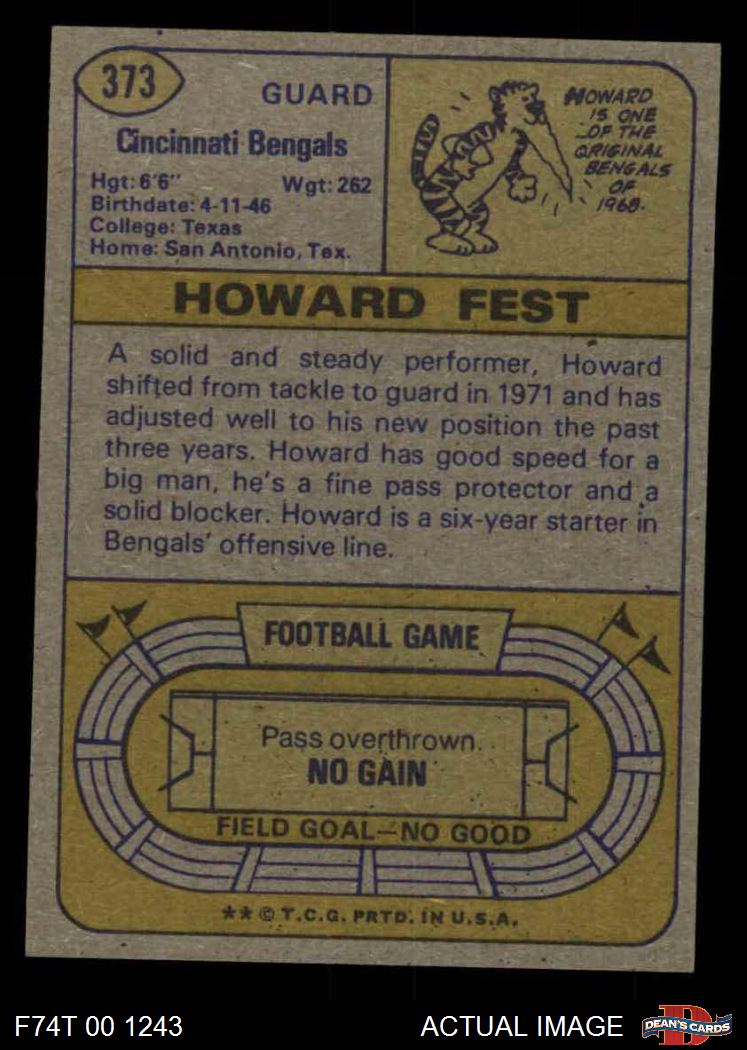 373
GUARD
Cincinnati Bengals
Hgt: 6'6" Wgt: 262
Birthdate: 4-11-46
College: Texas
Home: San Antonio, Tex.
HOWARD
IS ONE
OF THE
ORIGINAL
BENGALS
OF
1968.
HOWARD FEST
A solid and steady performer, Howard
shifted from tackle to guard in 1971 and has
adjusted well to his new position the past
three years. Howard has good speed for a
big man, he's a fine pass protector and a
solid blocker. Howard is a six-year starter in
Bengals' offensive line.
FOOTBALL GAME
Pass overthrown.
NO GAIN
FIELD GOAL—NO GOOD
** © T.C.G. PRTD. IN U.S.A.
F74T 00 1243
ACTUAL IMAGE
D
DEAN'S CARDS